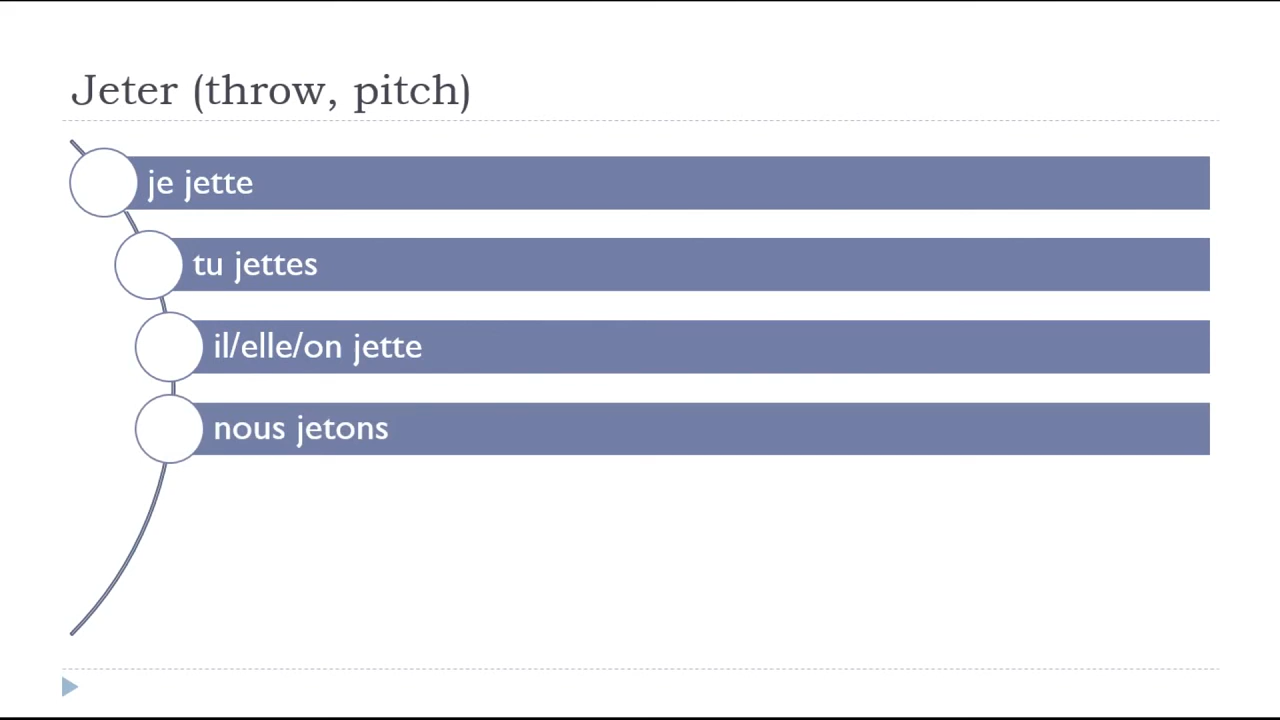 Jeter (throw, pitch)
je jette
tu jettes
il/elle/on jette
nous jetons